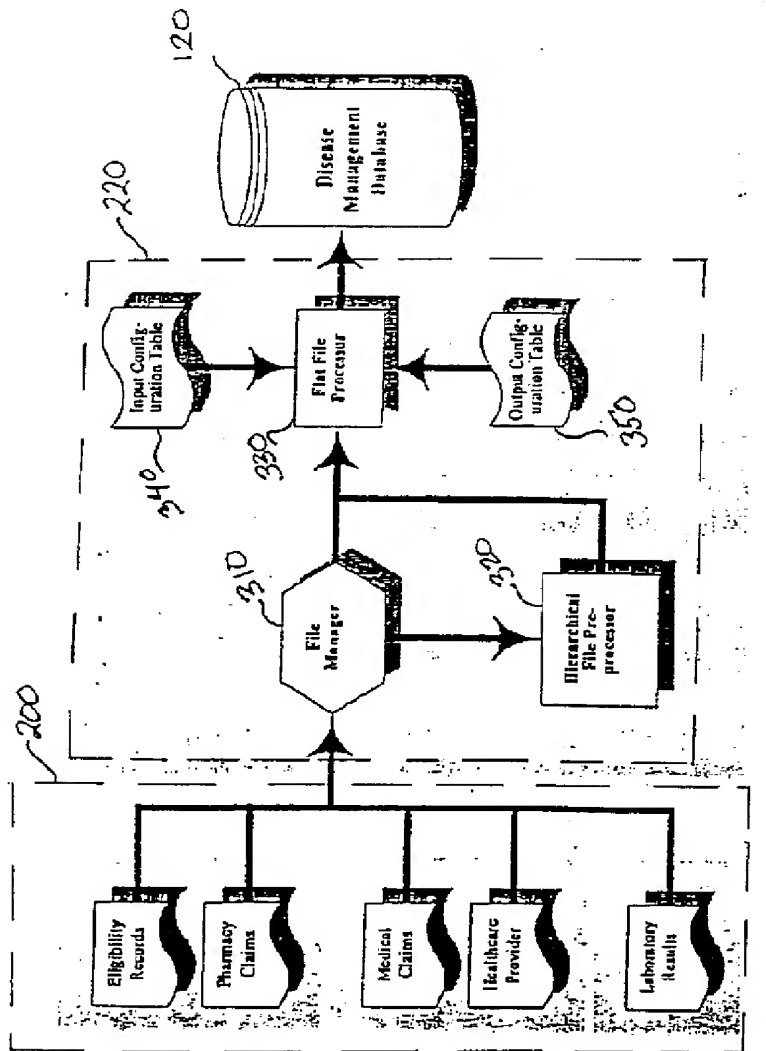 200
Eligibility
Records
Pharmacy
Claims
Medical
Claims
Healthcare
Provider
Laboratory
Results
220
310
File
Manager
320
Hierarchical
File Pre-
processor
340
Input Config-
uration Table
330
Flat File
Processor
Output Config-
uration Table
350
120
Disease
Management
Database